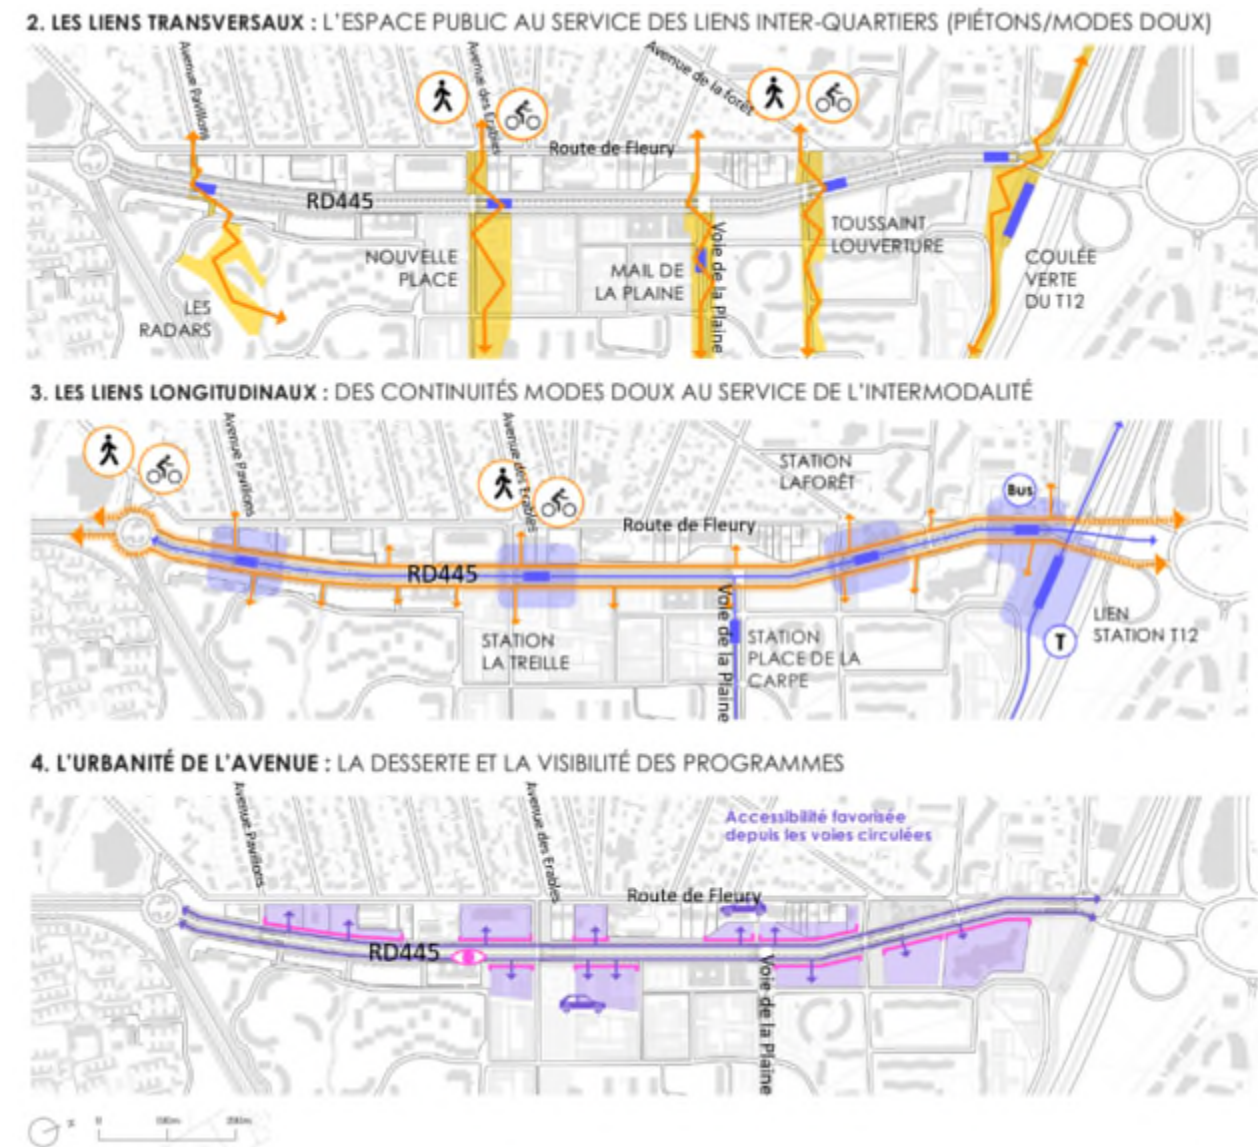 2. LES LIENS TRANSVERSAUX : L'ESPACE PUBLIC AU SERVICE DES LIENS INTER-QUARTIERS (PIÉTONS/MODES DOUX)
Avenue Pavillons
Avenue des Erables
Avenue de la forêt
Route de Fleury
RD445
NOUVELLE
PLACE
MAIL DE
LA PLAINE
Voie de la Plaine
TOUSSAINT
LOUVERTURE
COULÉE
VERTE
DU T12
LES
RADARS
3. LES LIENS LONGITUDINAUX : DES CONTINUITÉS MODES DOUX AU SERVICE DE L'INTERMODALITÉ
Avenue Pavillons
Avenue des Erables
STATION
LAFORÊT
Bus
Route de Fleury
RD445
STATION
LA TREILLE
Voie de la Plaine
STATION
PLACE DE LA
CARPE
T
LIEN
STATION T12
4. L'URBANITÉ DE L'AVENUE : LA DESSERTE ET LA VISIBILITÉ DES PROGRAMMES
Avenue Pavillons
Avenue des Erables
Accessibilité favorisée
depuis les voies circulées
Route de Fleury
RD445
Voie de la Plaine
0 100m 200m